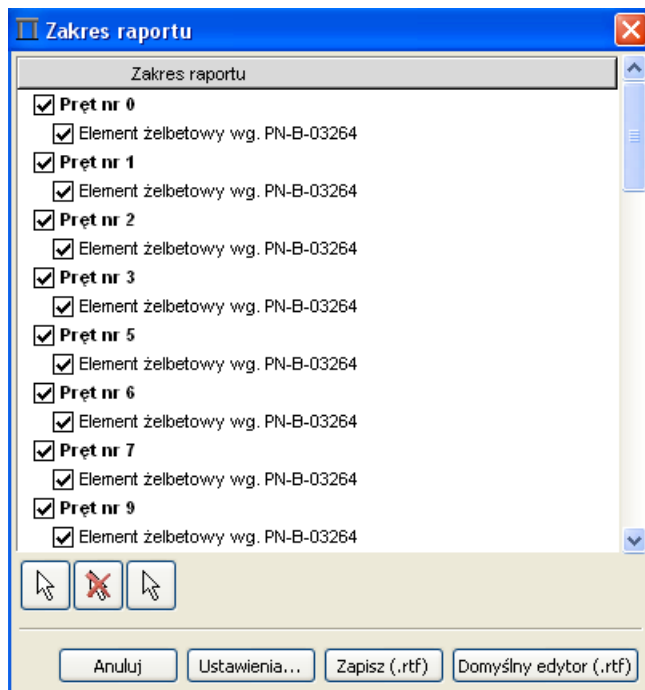 Zakres raportu
Zakres raportu
Pręt nr 0
Element żelbetowy wg. PN-B-03264
Pręt nr 1
Element żelbetowy wg. PN-B-03264
Pręt nr 2
Element żelbetowy wg. PN-B-03264
Pręt nr 3
Element żelbetowy wg. PN-B-03264
Pręt nr 5
Element żelbetowy wg. PN-B-03264
Pręt nr 6
Element żelbetowy wg. PN-B-03264
Pręt nr 7
Element żelbetowy wg. PN-B-03264
Pręt nr 9
Element żelbetowy wg. PN-B-03264
Anuluj Ustawienia... Zapisz (.rtf) Domyślny edytor (.rtf)